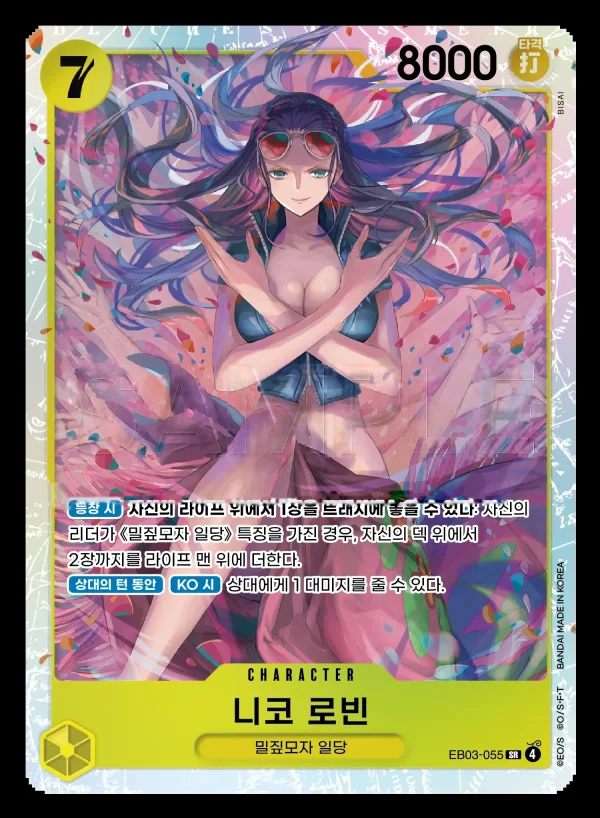 7
8000
타격
打
BISAI
SAMPLE
등장 시 자신의 라이프 위에서 1장을 트래시에 놓을 수 있다: 자신의
리더가 《밀짚모자 일당》 특징을 가진 경우, 자신의 덱 위에서
2장까지를 라이프 맨 위에 더한다.
상대의 턴 동안 KO 시 상대에게 1 대미지를 줄 수 있다.
CHARACTER
니코 로빈
밀짚모자 일당
EB03-055 SR 4
©E.O/S ©O/S·F·T BANDAI MADE IN KOREA